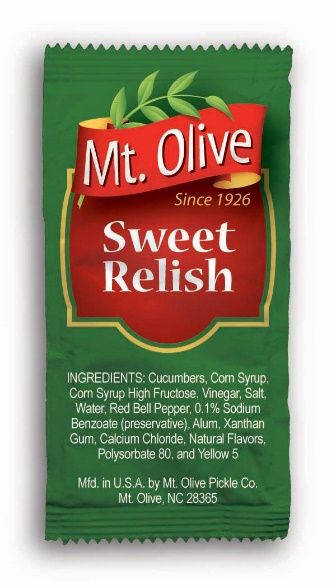 Mt. Olive
Since 1926
Sweet
Relish
INGREDIENTS: Cucumbers, Corn Syrup,
Corn Syrup High Fructose, Vinegar, Salt,
Water, Red Bell Pepper, 0.1% Sodium
Benzoate (preservative), Alum, Xanthan
Gum, Calcium Chloride, Natural Flavors,
Polysorbate 80, and Yellow 5
Mfd. in U.S.A. by Mt. Olive Pickle Co.
Mt. Olive, NC 28365